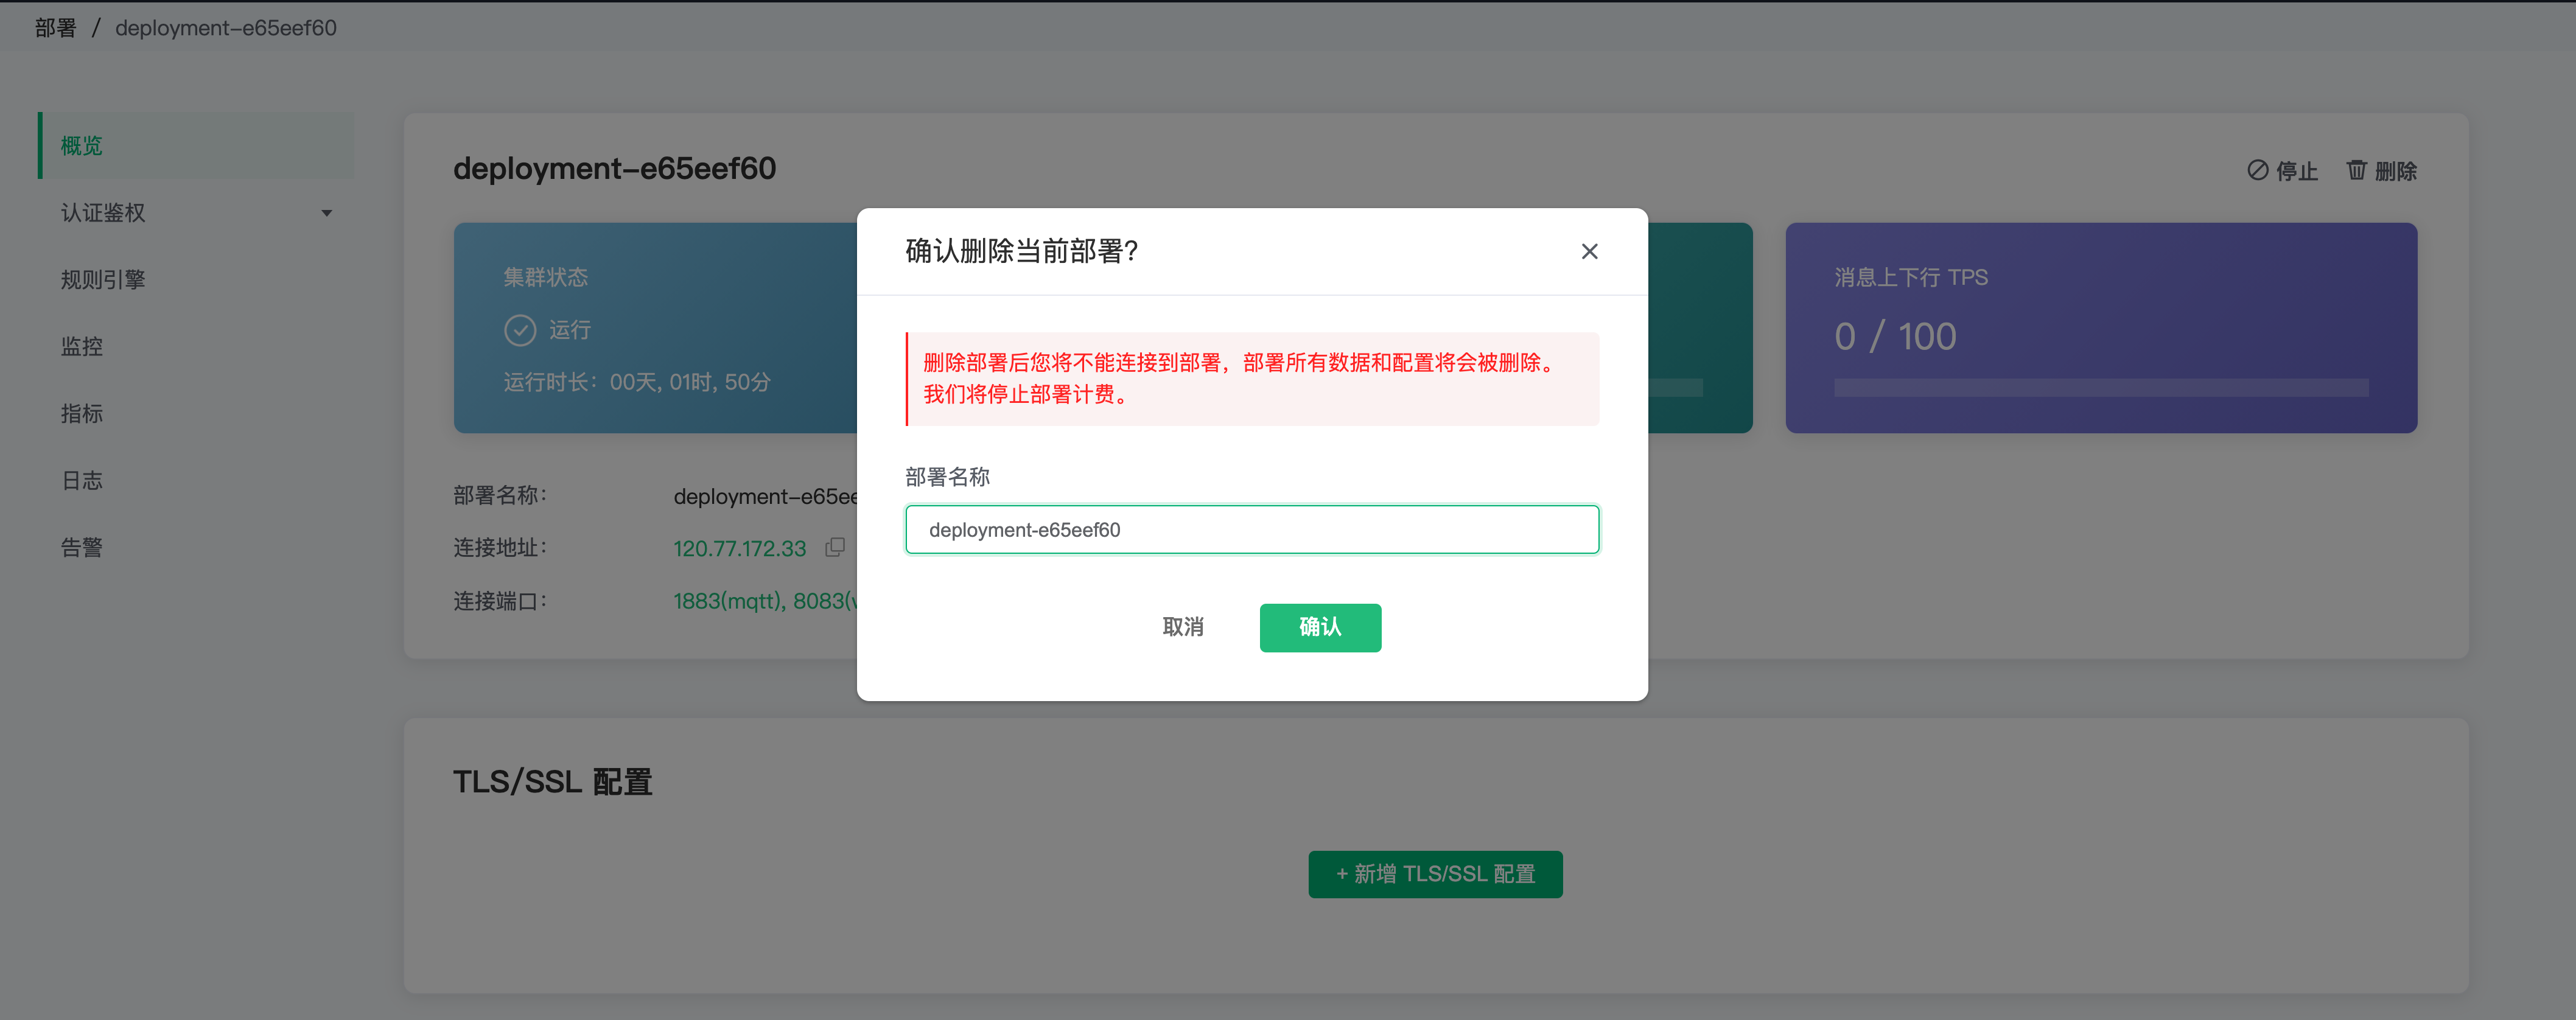 部署 / deployment-e65eef60
概览
认证鉴权
规则引擎
监控
指标
日志
告警
deployment-e65eef60
停止
删除
集群状态
运行
运行时长：00天, 01时, 50分
消息上下行 TPS
0 / 100
部署名称：
deployment-e65ee
连接地址：
120.77.172.33
连接端口：
1883(mqtt), 8083(
确认删除当前部署?
删除部署后您将不能连接到部署，部署所有数据和配置将会被删除。
我们将停止部署计费。
部署名称
deployment-e65eef60
取消
确认
TLS/SSL 配置
+ 新增 TLS/SSL 配置